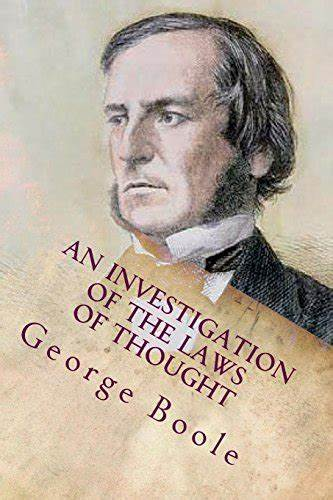 AN INVESTIGATION
OF THE LAWS
OF THOUGHT
George Boole